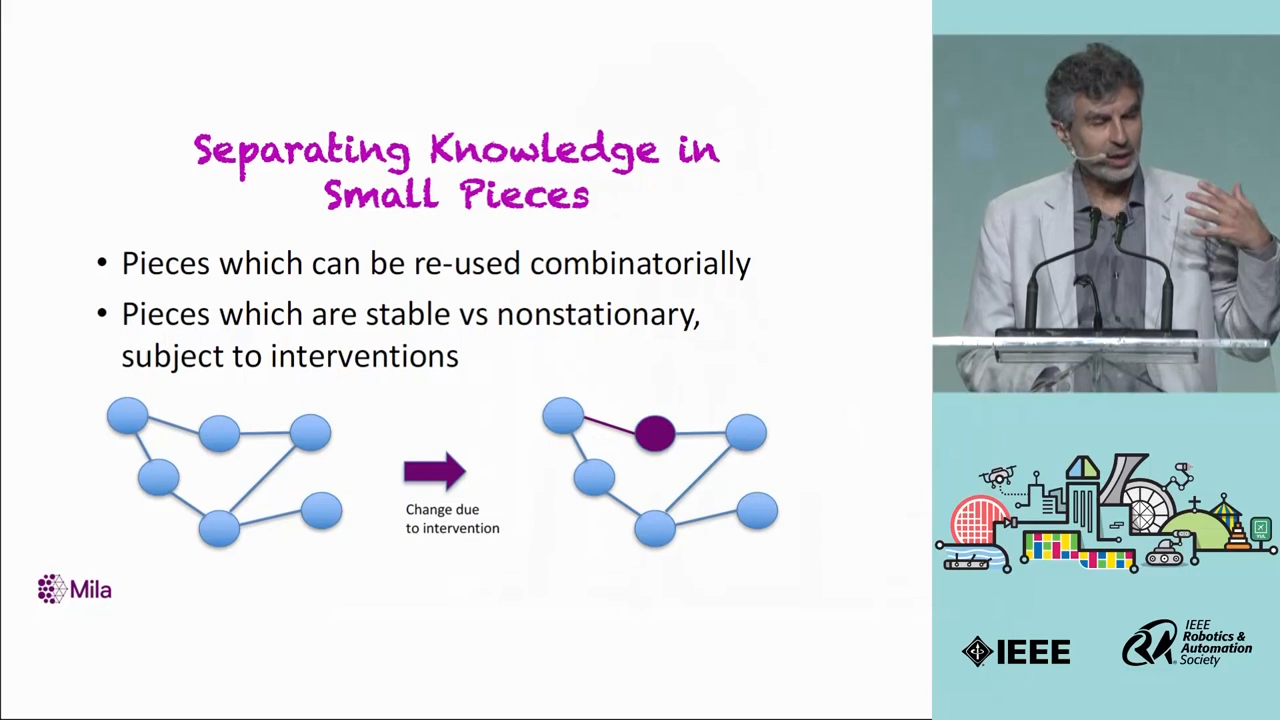 Separating Knowledge in
Small Pieces
• Pieces which can be re-used combinatorially
• Pieces which are stable vs nonstationary,
subject to interventions
Change due
to intervention
Mila
YUL
IEEE
IEEE
Robotics &
Automation
Society